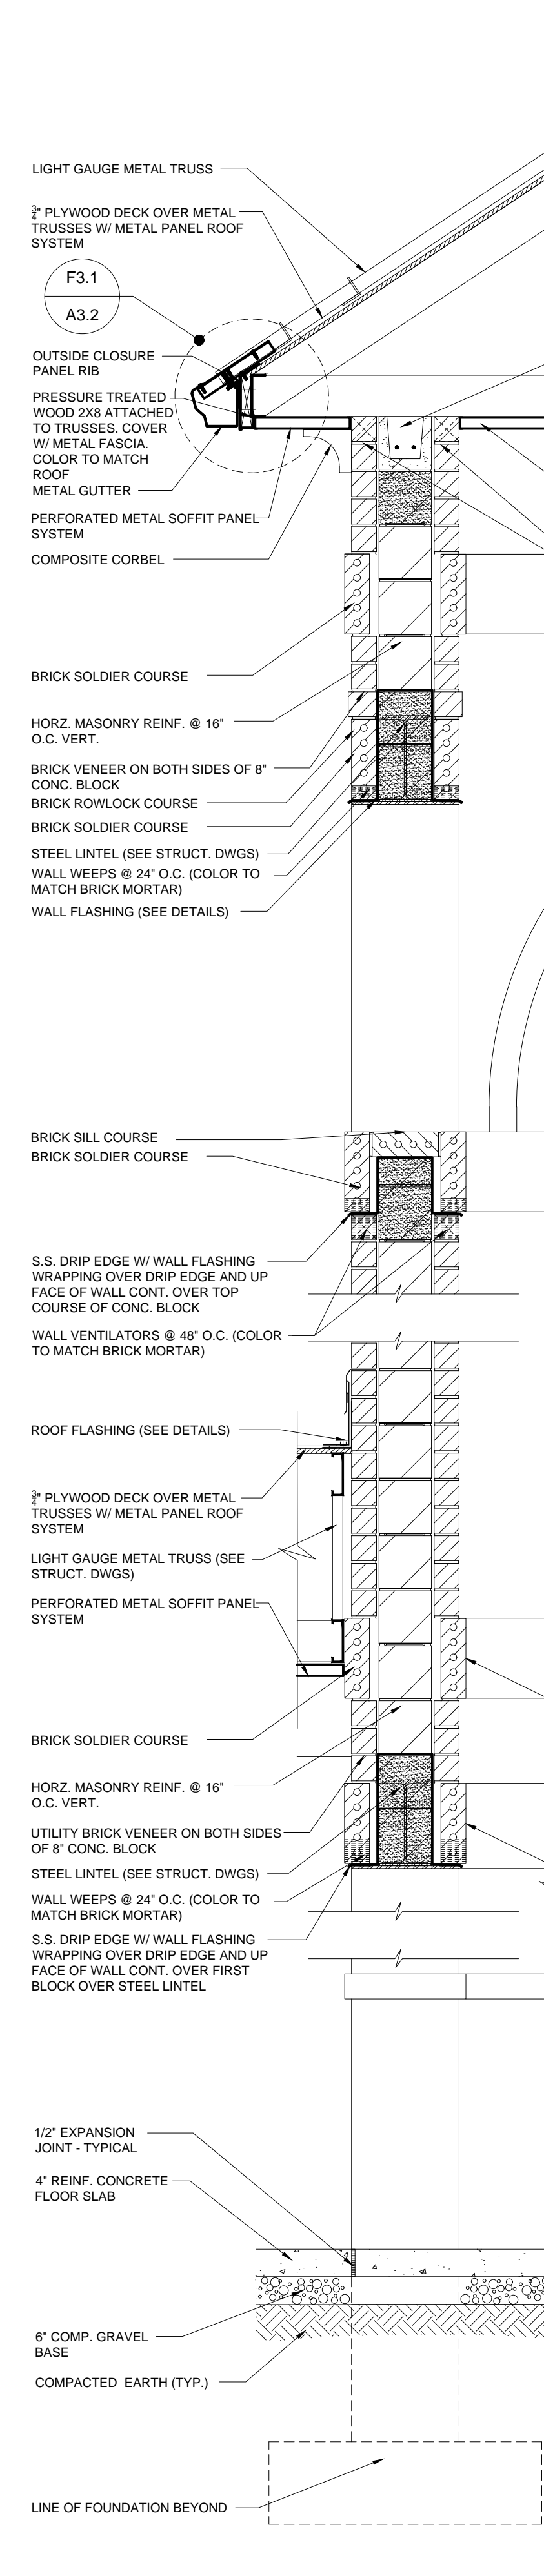 LIGHT GAUGE METAL TRUSS
3/4" PLYWOOD DECK OVER METAL
TRUSSES W/ METAL PANEL ROOF
SYSTEM
F3.1
A3.2
OUTSIDE CLOSURE
PANEL RIB
PRESSURE TREATED
WOOD 2X8 ATTACHED
TO TRUSSES. COVER
W/ METAL FASCIA.
COLOR TO MATCH
ROOF
METAL GUTTER
PERFORATED METAL SOFFIT PANEL
SYSTEM
COMPOSITE CORBEL
BRICK SOLDIER COURSE
HORZ. MASONRY REINF. @ 16"
O.C. VERT.
BRICK VENEER ON BOTH SIDES OF 8"
CONC. BLOCK
BRICK ROWLOCK COURSE
BRICK SOLDIER COURSE
STEEL LINTEL (SEE STRUCT. DWGS)
WALL WEEPS @ 24" O.C. (COLOR TO
MATCH BRICK MORTAR)
WALL FLASHING (SEE DETAILS)
BRICK SILL COURSE
BRICK SOLDIER COURSE
S.S. DRIP EDGE W/ WALL FLASHING
WRAPPING OVER DRIP EDGE AND UP
FACE OF WALL CONT. OVER TOP
COURSE OF CONC. BLOCK
WALL VENTILATORS @ 48" O.C. (COLOR
TO MATCH BRICK MORTAR)
ROOF FLASHING (SEE DETAILS)
3/4" PLYWOOD DECK OVER METAL
TRUSSES W/ METAL PANEL ROOF
SYSTEM
LIGHT GAUGE METAL TRUSS (SEE
STRUCT. DWGS)
PERFORATED METAL SOFFIT PANEL
SYSTEM
BRICK SOLDIER COURSE
HORZ. MASONRY REINF. @ 16"
O.C. VERT.
UTILITY BRICK VENEER ON BOTH SIDES
OF 8" CONC. BLOCK
STEEL LINTEL (SEE STRUCT. DWGS)
WALL WEEPS @ 24" O.C. (COLOR TO
MATCH BRICK MORTAR)
S.S. DRIP EDGE W/ WALL FLASHING
WRAPPING OVER DRIP EDGE AND UP
FACE OF WALL CONT. OVER FIRST
BLOCK OVER STEEL LINTEL
1/2" EXPANSION
JOINT - TYPICAL
4" REINF. CONCRETE
FLOOR SLAB
6" COMP. GRAVEL
BASE
COMPACTED EARTH (TYP.)
LINE OF FOUNDATION BEYOND